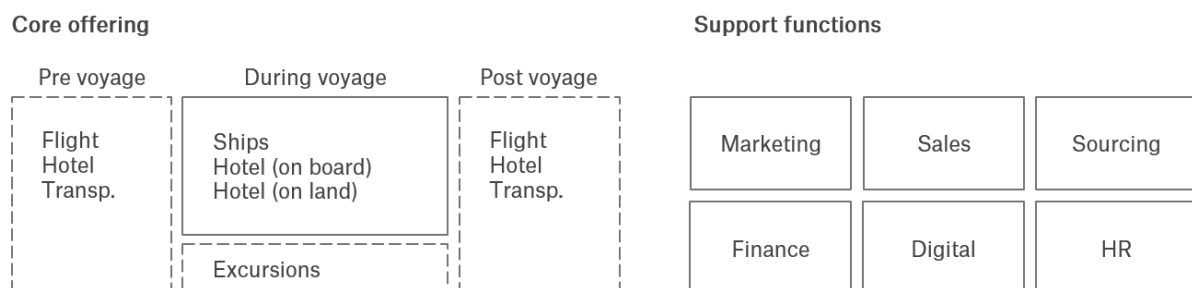 Core offering
Pre voyage
Flight
Hotel
Transp.
During voyage
Ships
Hotel (on board)
Hotel (on land)
Excursions
Post voyage
Flight
Hotel
Transp.
Support functions
Marketing
Sales
Sourcing
Finance
Digital
HR